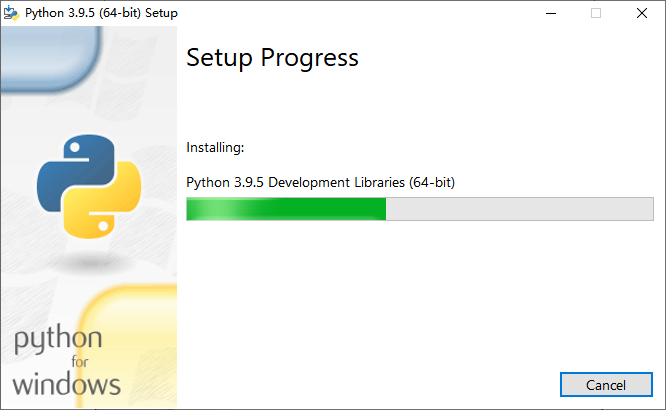 Python 3.9.5 (64-bit) Setup
Setup Progress
Installing:
Python 3.9.5 Development Libraries (64-bit)
python
for
windows
Cancel